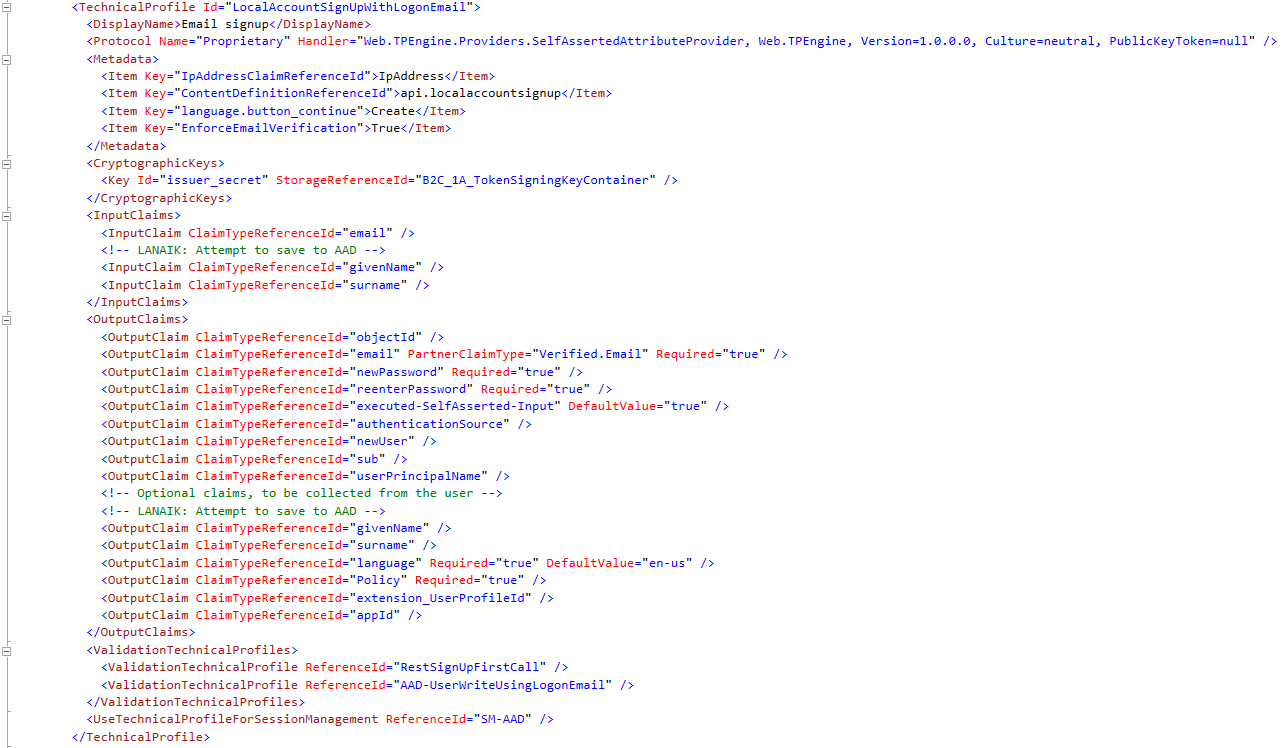 <TechnicalProfile Id="LocalAccountSignUpWithLogonEmail">
<DisplayName>Email signup</DisplayName>
<Protocol Name="Proprietary" Handler="Web.TPEngine.Providers.SelfAssertedAttributeProvider, Web.TPEngine, Version=1.0.0.0, Culture=neutral, PublicKeyToken=null" />
<Metadata>
<Item Key="IpAddressClaimReferenceId">IpAddress</Item>
<Item Key="ContentDefinitionReferenceId">api.localaccountsignup</Item>
<Item Key="language.button_continue">Create</Item>
<Item Key="EnforceEmailVerification">True</Item>
</Metadata>
<CryptographicKeys>
<Key Id="issuer_secret" StorageReferenceId="B2C_1A_TokenSigningKeyContainer" />
</CryptographicKeys>
<InputClaims>
<InputClaim ClaimTypeReferenceId="email" />
<!-- LANAIK: Attempt to save to AAD -->
<InputClaim ClaimTypeReferenceId="givenName" />
<InputClaim ClaimTypeReferenceId="surname" />
</InputClaims>
<OutputClaims>
<OutputClaim ClaimTypeReferenceId="objectId" />
<OutputClaim ClaimTypeReferenceId="email" PartnerClaimType="Verified.Email" Required="true" />
<OutputClaim ClaimTypeReferenceId="newPassword" Required="true" />
<OutputClaim ClaimTypeReferenceId="reenterPassword" Required="true" />
<OutputClaim ClaimTypeReferenceId="executed-SelfAsserted-Input" DefaultValue="true" />
<OutputClaim ClaimTypeReferenceId="authenticationSource" />
<OutputClaim ClaimTypeReferenceId="newUser" />
<OutputClaim ClaimTypeReferenceId="sub" />
<OutputClaim ClaimTypeReferenceId="userPrincipalName" />
<!-- Optional claims, to be collected from the user -->
<!-- LANAIK: Attempt to save to AAD -->
<OutputClaim ClaimTypeReferenceId="givenName" />
<OutputClaim ClaimTypeReferenceId="surname" />
<OutputClaim ClaimTypeReferenceId="language" Required="true" DefaultValue="en-us" />
<OutputClaim ClaimTypeReferenceId="Policy" Required="true" />
<OutputClaim ClaimTypeReferenceId="extension_UserProfileId" />
<OutputClaim ClaimTypeReferenceId="appId" />
</OutputClaims>
<ValidationTechnicalProfiles>
<ValidationTechnicalProfile ReferenceId="RestSignUpFirstCall" />
<ValidationTechnicalProfile ReferenceId="AAD-UserWriteUsingLogonEmail" />
</ValidationTechnicalProfiles>
<UseTechnicalProfileForSessionManagement ReferenceId="SM-AAD" />
</TechnicalProfile>